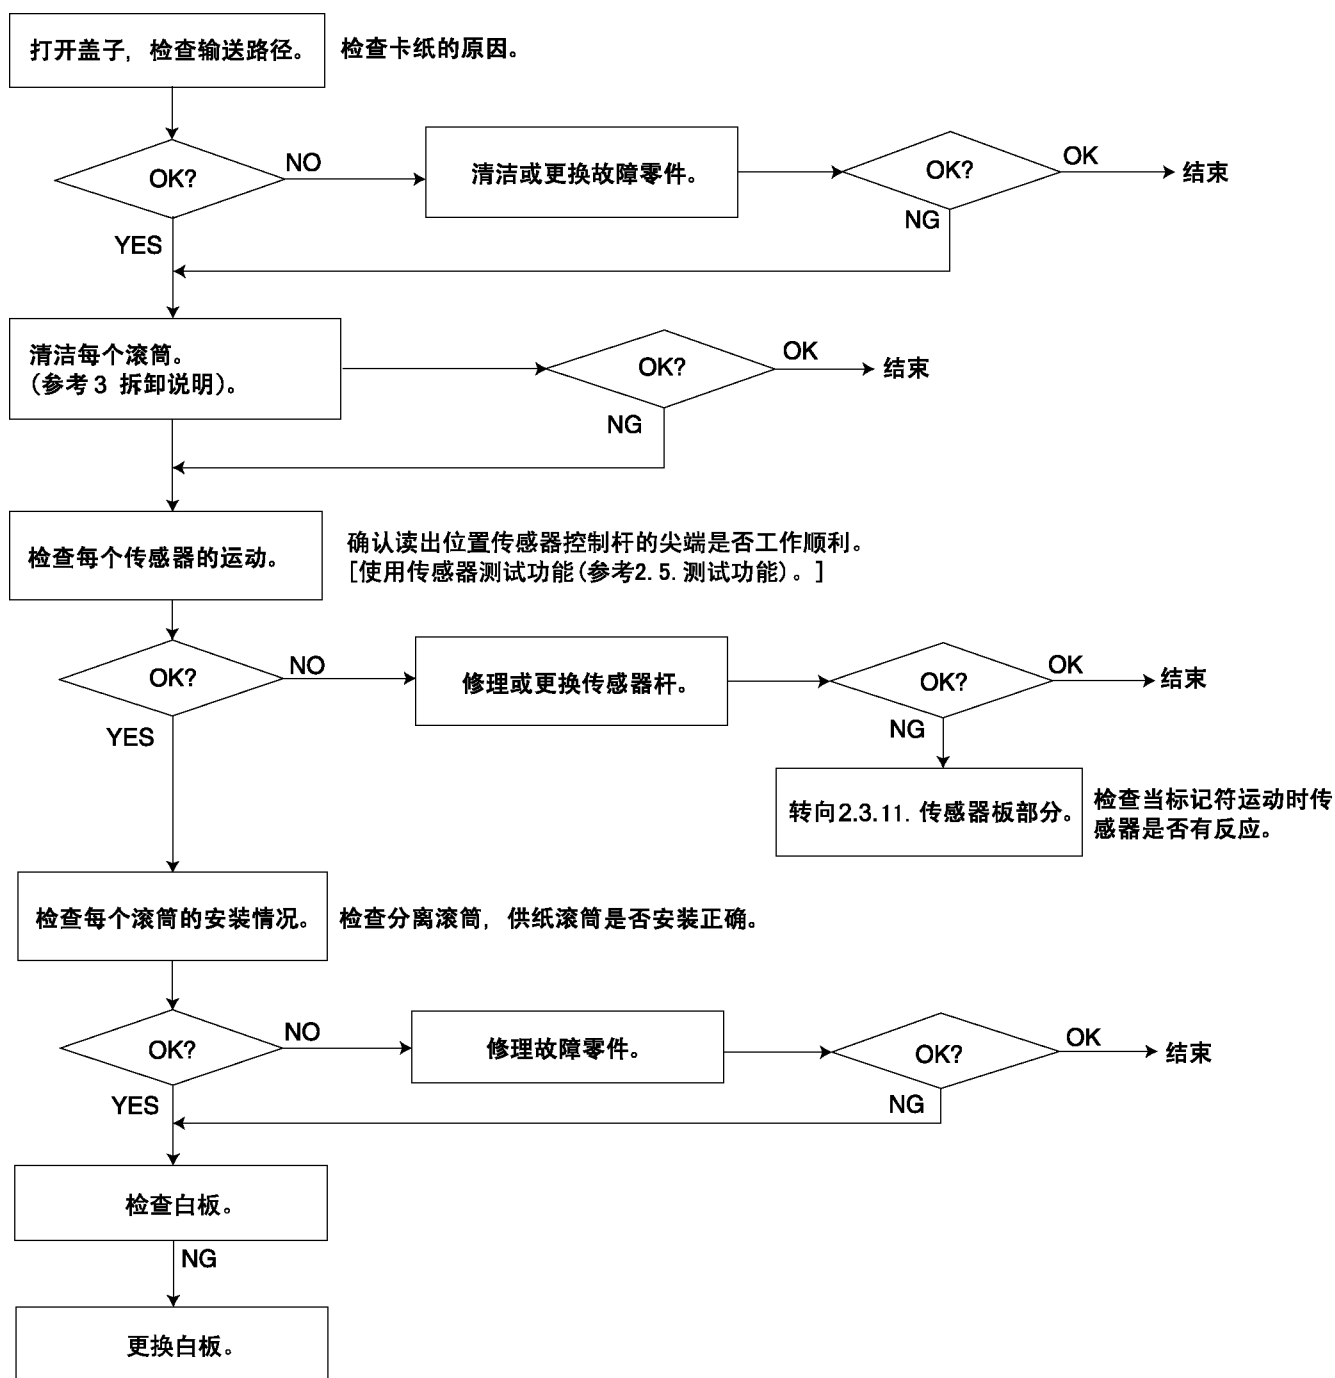 打开盖子，检查输送路径。
检查卡纸的原因。
OK?
NO
清洁或更换故障零件。
OK?
OK
结束
NG
YES
清洁每个滚筒。
(参考3 拆卸说明)。
OK?
OK
结束
NG
检查每个传感器的运动。
确认读出位置传感器控制杆的尖端是否工作顺利。
[使用传感器测试功能(参考2.5.测试功能)。]
OK?
NO
修理或更换传感器杆。
OK?
OK
结束
YES
NG
转向2.3.11.传感器板部分。
检查当标记符运动时传
感器是否有反应。
检查每个滚筒的安装情况。
检查分离滚筒，供纸滚筒是否安装正确。
OK?
NO
修理故障零件。
OK?
OK
结束
YES
NG
检查白板。
NG
更换白板。